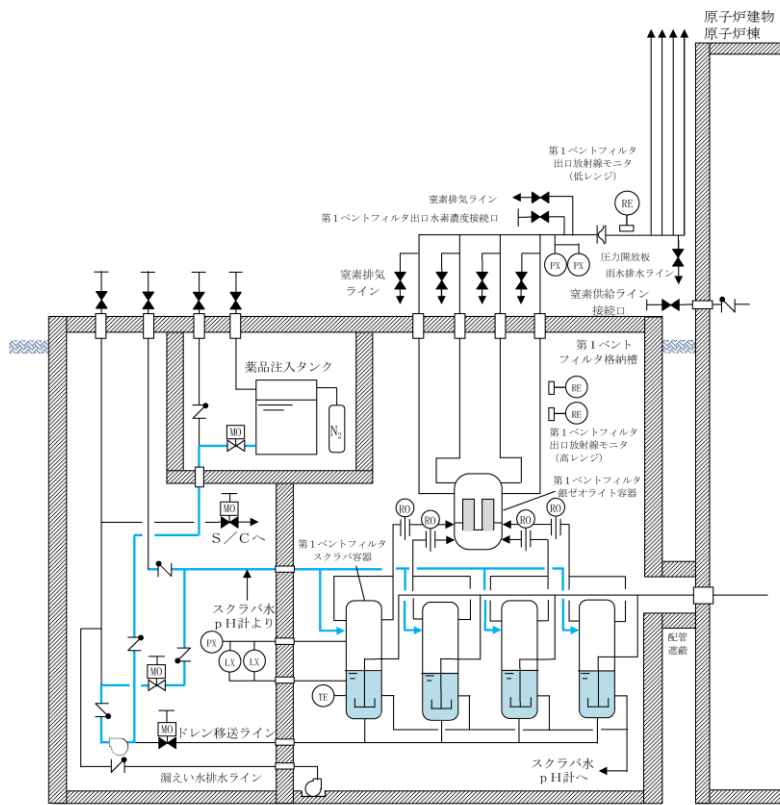 原子炉建物
原子炉棟
第１ベントフィルタ
出口放射線モニタ
(低レンジ)
RE
窒素排気ライン
第１ベントフィルタ出口水素濃度接続口
圧力開放板
雨水排水ライン
PX
PX
窒素排気
ライン
窒素供給ライン
接続口
第１ベント
フィルタ格納槽
薬品注入タンク
N2
MO
RE
RE
第１ベントフィルタ
出口放射線モニタ
(高レンジ)
第１ベントフィルタ
銀ゼオライト容器
MO
S／Cへ
RO
RO
RO
RO
第１ベントフィルタ
スクラバ容器
スクラバ水
ｐH計より
PX
LX
LX
配管
遮蔽
MO
TE
MO
ドレン移送ライン
漏えい水排水ライン
スクラバ水
ｐH計へ